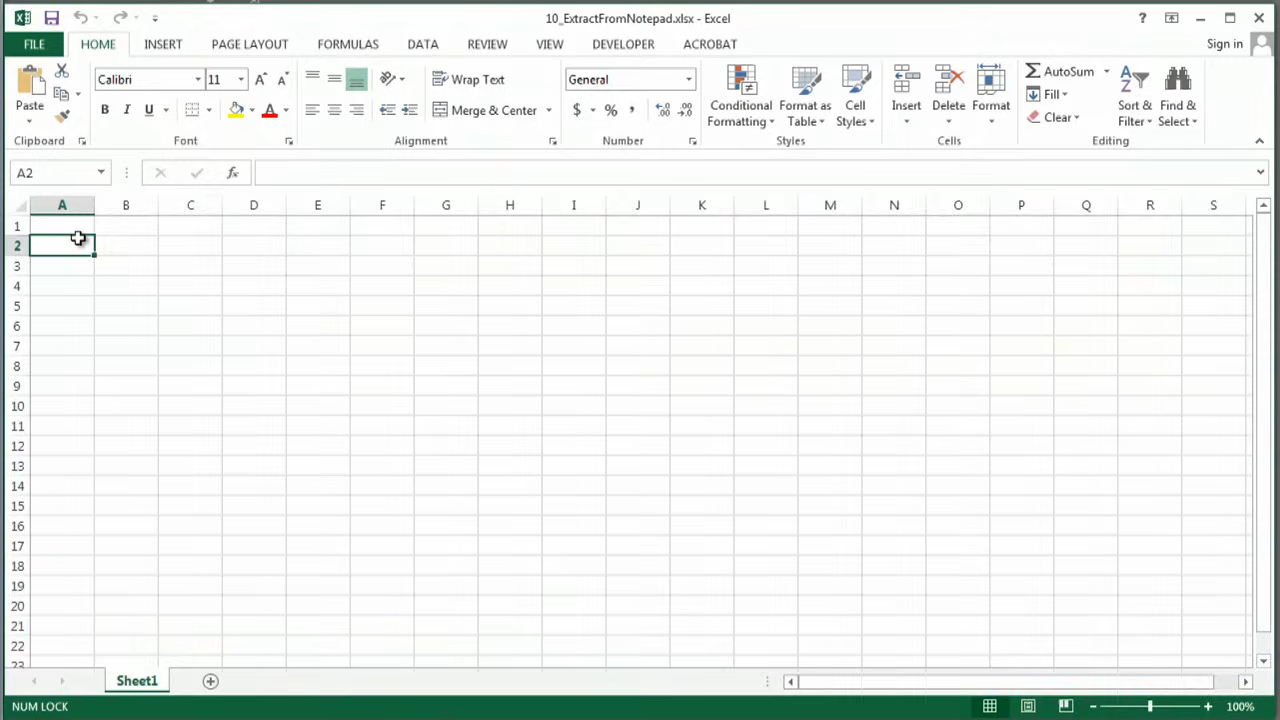 10_ExtractFromNotepad.xlsx - Excel
?
FILE HOME INSERT PAGE LAYOUT FORMULAS DATA REVIEW VIEW DEVELOPER ACROBAT Sign in
Calibri 11 A A Wrap Text General Σ AutoSum
Paste Conditional Formatting Format as Table Cell Styles Insert Delete Format Fill Sort & Filter Find & Select
B I U A Merge & Center $ % , .00 Clear
Clipboard Font Alignment Number Styles Cells Editing
A2 fx
A B C D E F G H I J K L M N O P Q R S
1
2
3
4
5
6
7
8
9
10
11
12
13
14
15
16
17
18
19
20
21
22
23
Sheet1
NUM LOCK 100%